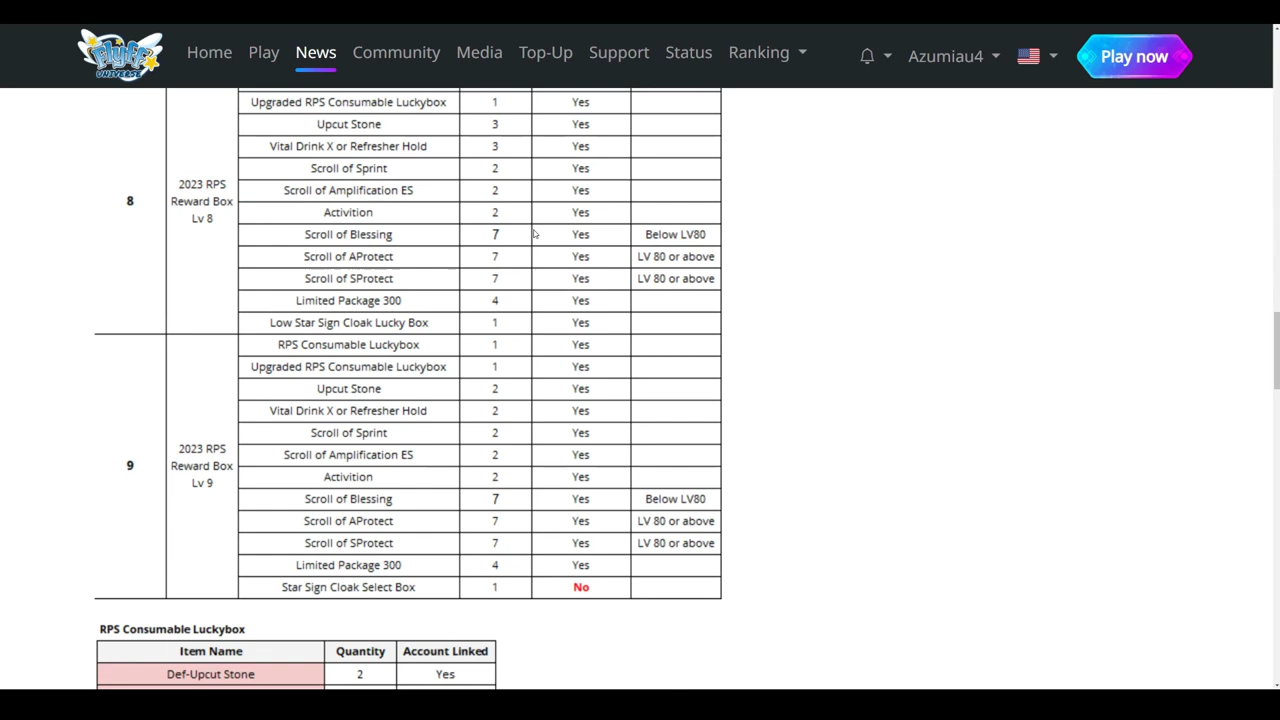 Flyff UNIVERSE Home Play News Community Media Top-Up Support Status Ranking Azumiau4 Play now
Upgraded RPS Consumable Luckybox 1 Yes
Upcut Stone 3 Yes
Vital Drink X or Refresher Hold 3 Yes
Scroll of Sprint 2 Yes
Scroll of Amplification ES 2 Yes
8 2023 RPS Reward Box Lv 8
Activition 2 Yes
Scroll of Blessing 7 Yes Below LV80
Scroll of AProtect 7 Yes LV 80 or above
Scroll of SProtect 7 Yes LV 80 or above
Limited Package 300 4 Yes
Low Star Sign Cloak Lucky Box 1 Yes
RPS Consumable Luckybox 1 Yes
Upgraded RPS Consumable Luckybox 1 Yes
Upcut Stone 2 Yes
Vital Drink X or Refresher Hold 2 Yes
Scroll of Sprint 2 Yes
Scroll of Amplification ES 2 Yes
9 2023 RPS Reward Box Lv 9
Activition 2 Yes
Scroll of Blessing 7 Yes Below LV80
Scroll of AProtect 7 Yes LV 80 or above
Scroll of SProtect 7 Yes LV 80 or above
Limited Package 300 4 Yes
Star Sign Cloak Select Box 1 No
RPS Consumable Luckybox
Item Name Quantity Account Linked
Def-Upcut Stone 2 Yes